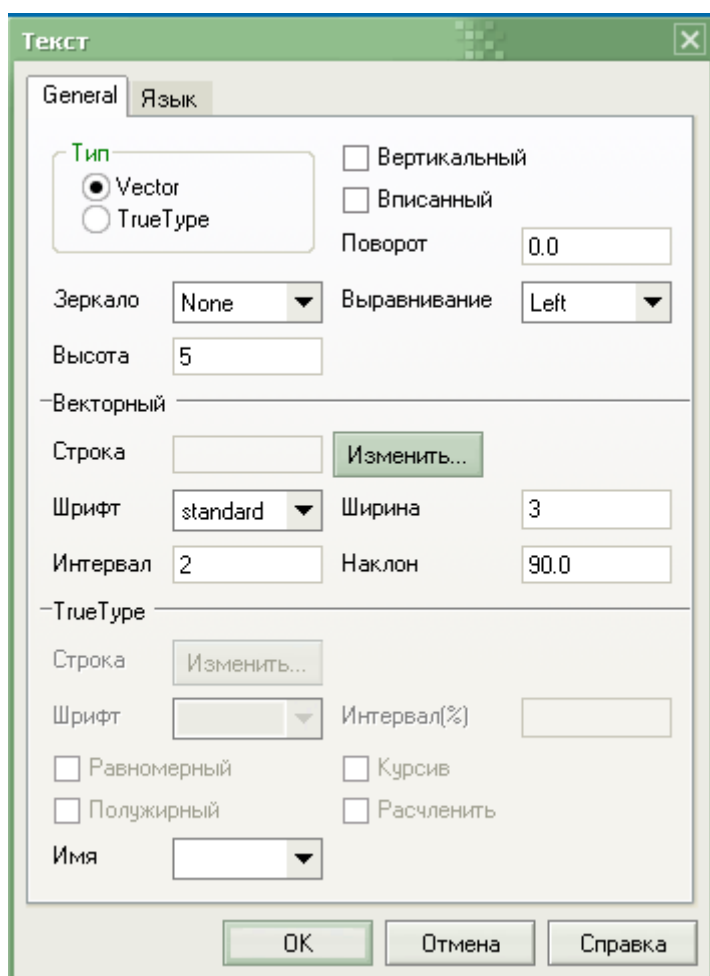 Текст
General Язык
Тип
Vector
TrueType
Вертикальный
Вписанный
Поворот 0.0
Зеркало None Выравнивание Left
Высота 5
Векторный
Строка Изменить...
Шрифт standard Ширина 3
Интервал 2 Наклон 90.0
TrueType
Строка Изменить...
Шрифт Интервал(%)
Равномерный Курсив
Полужирный Расчленить
Имя
OK Отмена Справка